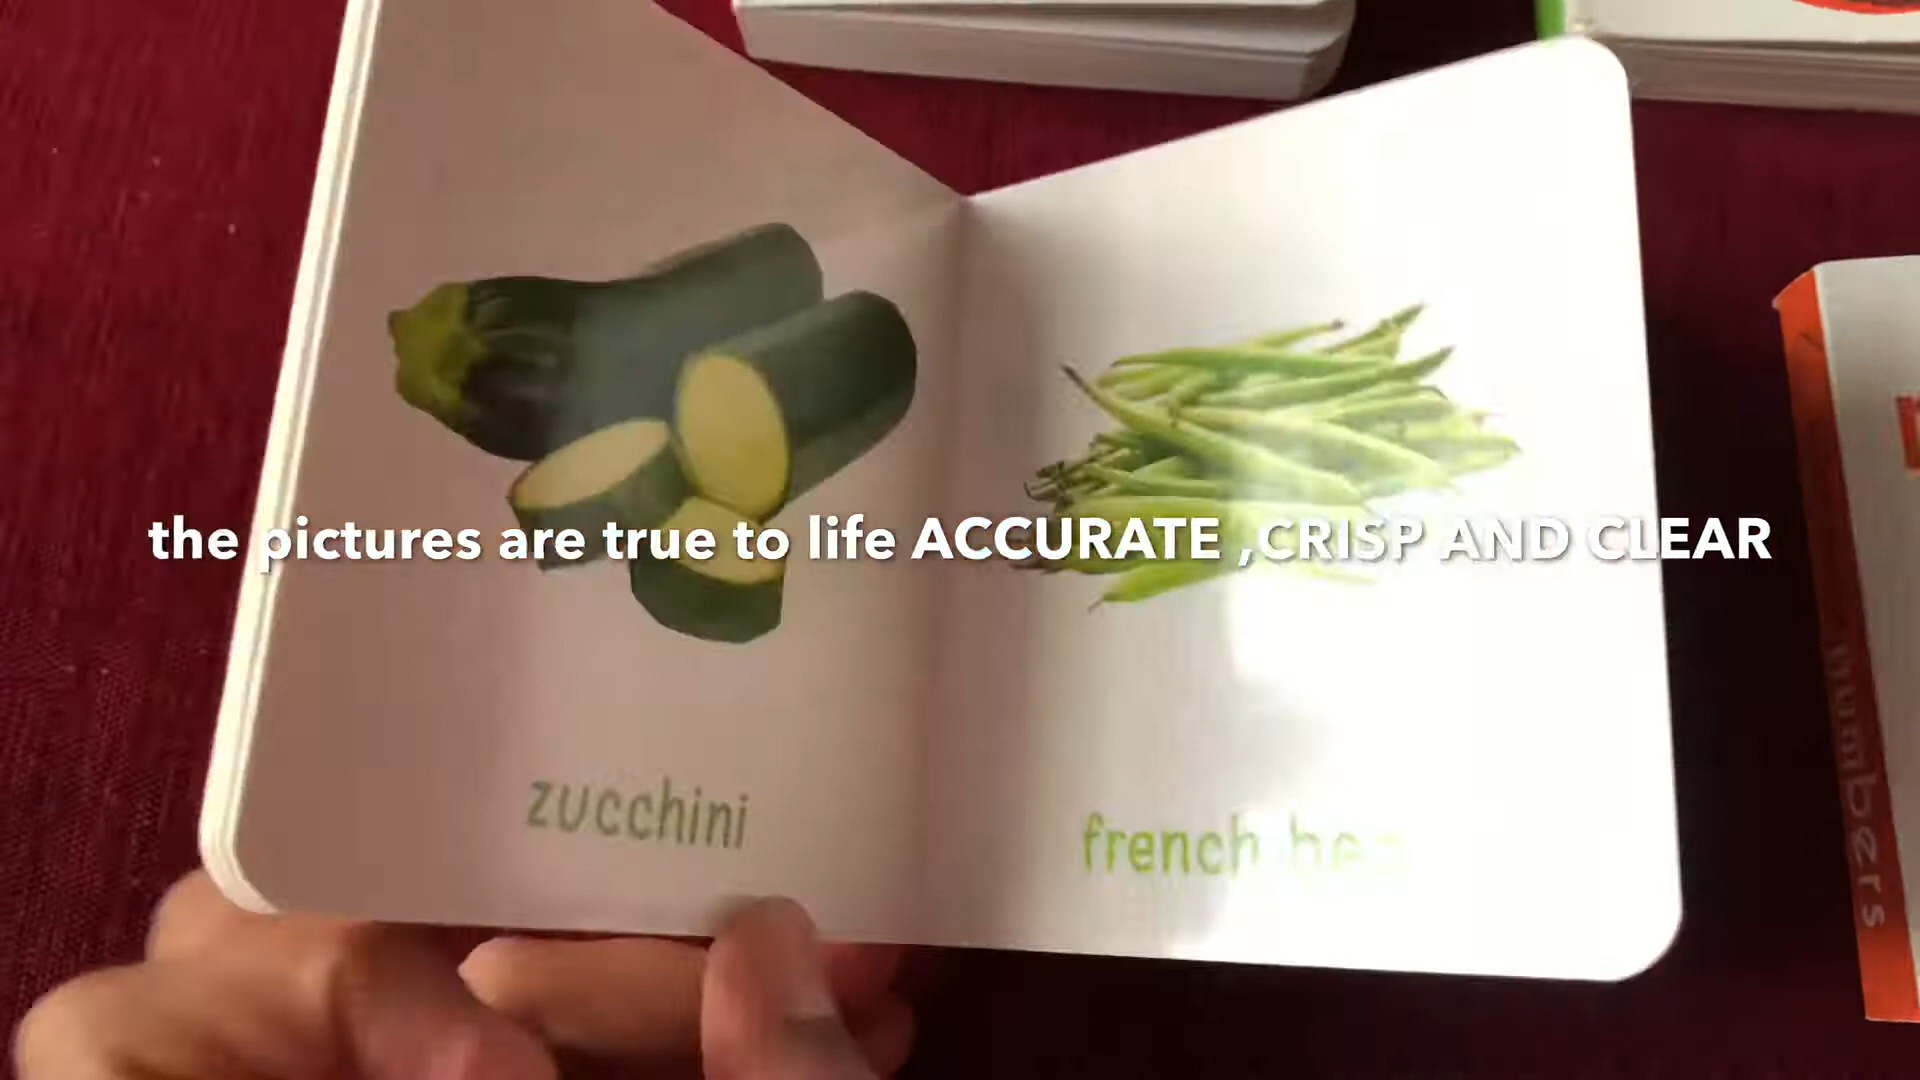 the pictures are true to life ACCURATE ,CRISP AND CLEAR
zucchini
french
numbers